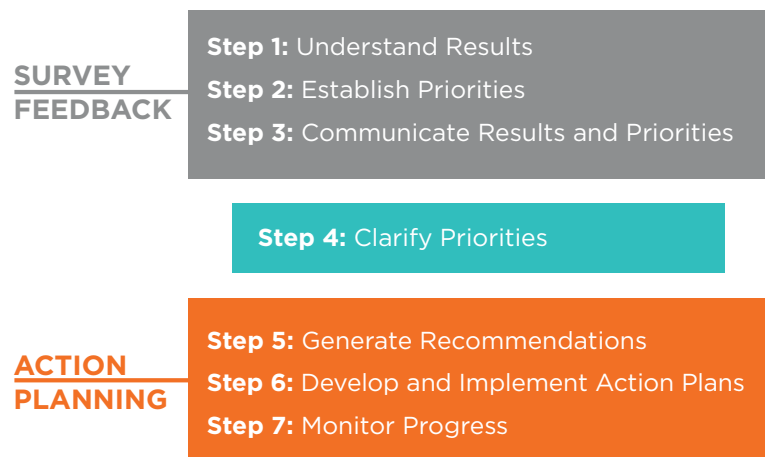 SURVEY
FEEDBACK
Step 1: Understand Results
Step 2: Establish Priorities
Step 3: Communicate Results and Priorities
Step 4: Clarify Priorities
ACTION
PLANNING
Step 5: Generate Recommendations
Step 6: Develop and Implement Action Plans
Step 7: Monitor Progress